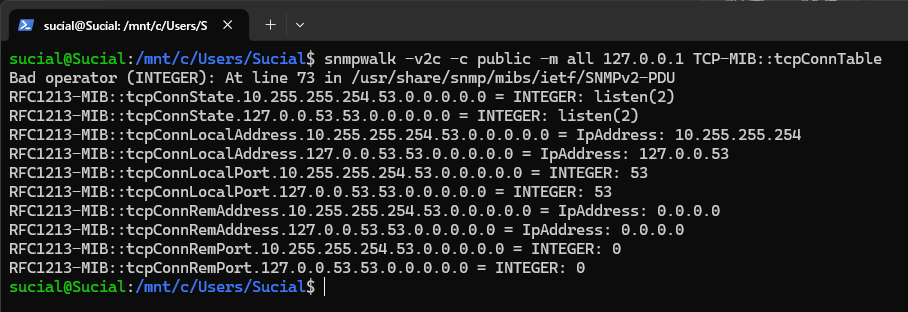 sucial@Sucial: /mnt/c/Users/S
sucial@Sucial:/mnt/c/Users/Sucial$ snmpwalk -v2c -c public -m all 127.0.0.1 TCP-MIB::tcpConnTable
Bad operator (INTEGER): At line 73 in /usr/share/snmp/mibs/ietf/SNMPv2-PDU
RFC1213-MIB::tcpConnState.10.255.255.254.53.0.0.0.0.0 = INTEGER: listen(2)
RFC1213-MIB::tcpConnState.127.0.0.53.53.0.0.0.0.0 = INTEGER: listen(2)
RFC1213-MIB::tcpConnLocalAddress.10.255.255.254.53.0.0.0.0.0 = IpAddress: 10.255.255.254
RFC1213-MIB::tcpConnLocalAddress.127.0.0.53.53.0.0.0.0.0 = IpAddress: 127.0.0.53
RFC1213-MIB::tcpConnLocalPort.10.255.255.254.53.0.0.0.0.0 = INTEGER: 53
RFC1213-MIB::tcpConnLocalPort.127.0.0.53.53.0.0.0.0.0 = INTEGER: 53
RFC1213-MIB::tcpConnRemAddress.10.255.255.254.53.0.0.0.0.0 = IpAddress: 0.0.0.0
RFC1213-MIB::tcpConnRemAddress.127.0.0.53.53.0.0.0.0.0 = IpAddress: 0.0.0.0
RFC1213-MIB::tcpConnRemPort.10.255.255.254.53.0.0.0.0.0 = INTEGER: 0
RFC1213-MIB::tcpConnRemPort.127.0.0.53.53.0.0.0.0.0 = INTEGER: 0
sucial@Sucial:/mnt/c/Users/Sucial$